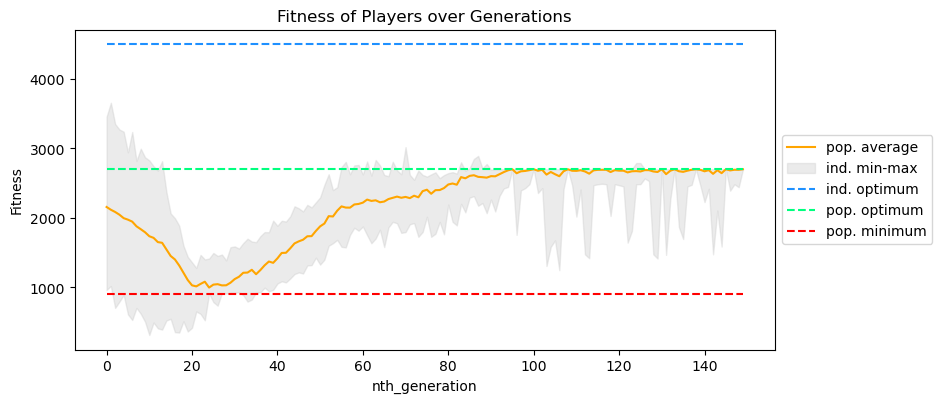 Fitness of Players over Generations
Fitness
4000
3000
2000
1000
0
20
40
60
80
100
120
140
nth_generation
pop. average
ind. min-max
ind. optimum
pop. optimum
pop. minimum